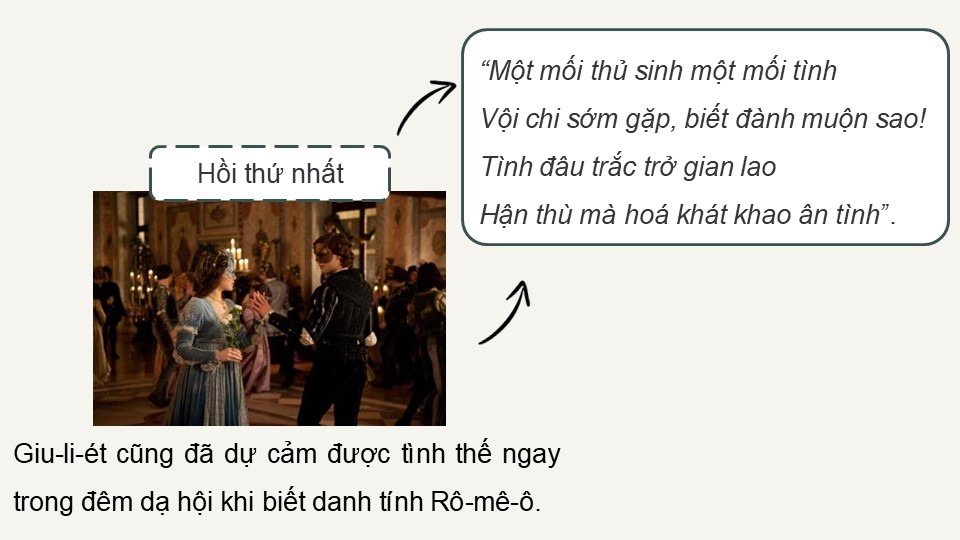 Hồi thứ nhất
“Một mối thủ sinh một mối tình
Vội chi sớm gặp, biết đành muộn sao!
Tình đâu trắc trở gian lao
Hận thù mà hoá khát khao ân tình”.
Giu-li-ét cũng đã dự cảm được tình thế ngay
trong đêm dạ hội khi biết danh tính Rô-mê-ô.